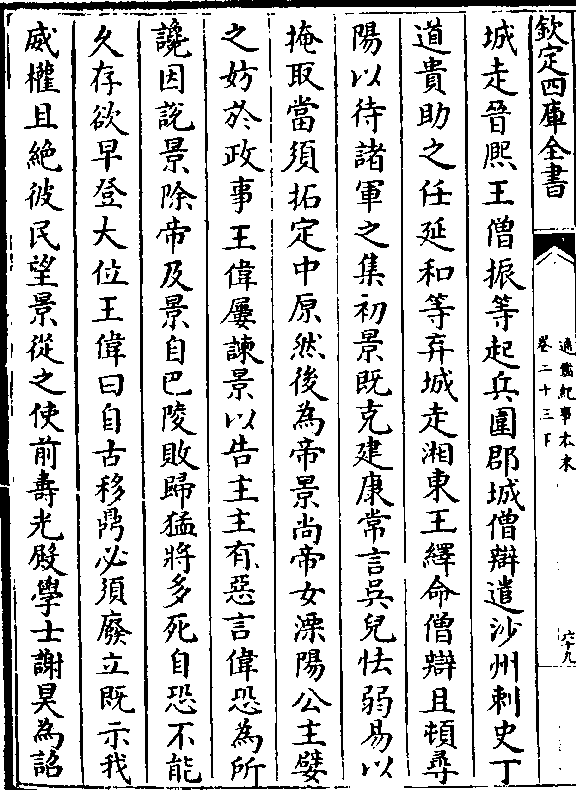 欽定四庫全書
通鑑紀事本末
卷二十三下
六十九
城走晉熙王僧振等起兵圍郡城僧辯遣沙州刺史丁
道貴助之任延和等弃城走湘東王繹命僧辯且頓尋
陽以待諸軍之集初景既克建康常言吳兒怯弱易以
掩取當須拓定中原然後為帝景尚帝女溧陽公主嬖
之妨於政事王偉屢諫景以告主主有惡言偉恐為所
讒因説景除帝及景自巴陵敗歸猛將多死自恐不能
久存欲早登大位王偉曰自古移鼎必須廢立既示我
威權且絶彼民望景從之使前壽光殿學士謝昊為詔